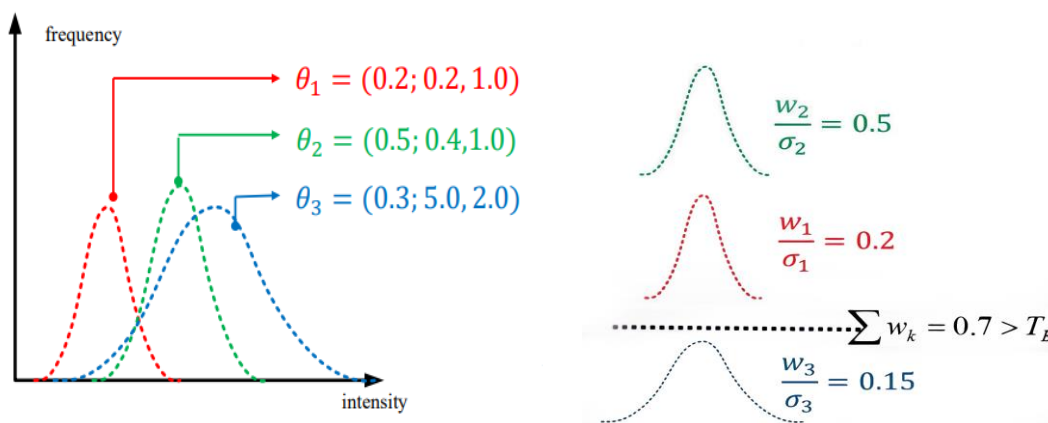 frequency
θ₁ = (0.2; 0.2, 1.0)
θ₂ = (0.5; 0.4,1.0)
θ₃ = (0.3; 5.0, 2.0)
intensity
w₂/σ₂ = 0.5
w₁/σ₁ = 0.2
∑ wₖ = 0.7 > T
w₃/σ₃ = 0.15